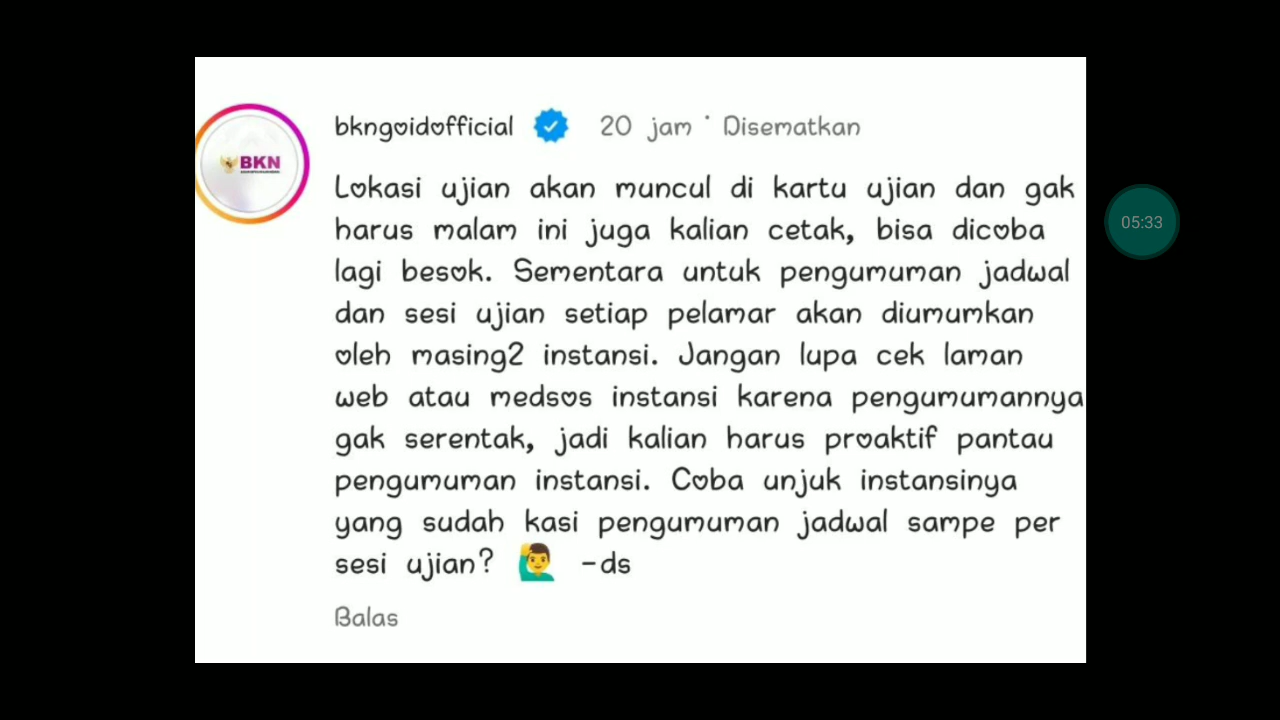 bkngoidofficial 20 jam · Disematkan
BKN
Lokasi ujian akan muncul di kartu ujian dan gak
harus malam ini juga kalian cetak, bisa dicoba
lagi besok. Sementara untuk pengumuman jadwal
dan sesi ujian setiap pelamar akan diumumkan
oleh masing2 instansi. Jangan lupa cek laman
web atau medsos instansi karena pengumumannya
gak serentak, jadi kalian harus proaktif pantau
pengumuman instansi. Coba unjuk instansinya
yang sudah kasi pengumuman jadwal sampe per
sesi ujian? 🙋‍♂️ -ds
Balas
05:33